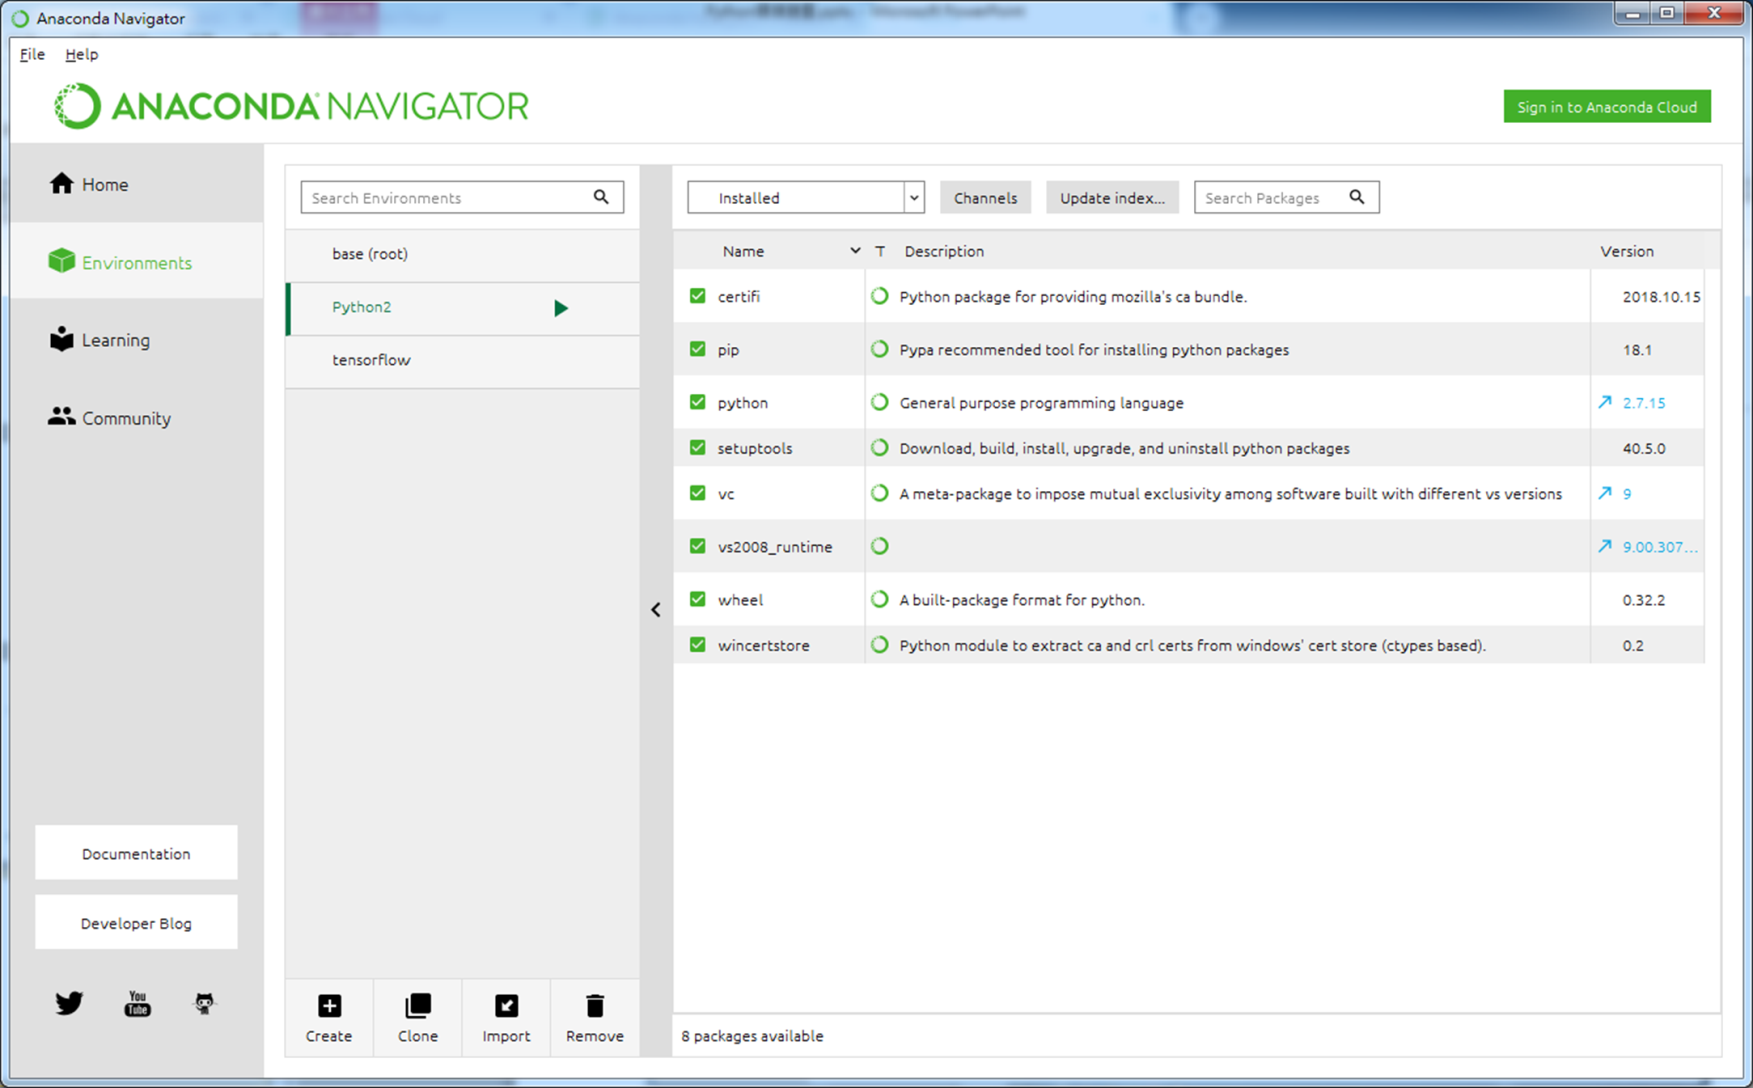 Anaconda Navigator
File Help
ANACONDA NAVIGATOR
Sign in to Anaconda Cloud
Home
Environments
Learning
Community
Documentation
Developer Blog
You
Tube
Search Environments
base (root)
Python2
tensorflow
Create Clone Import Remove
Installed Channels Update index... Search Packages
Name T Description Version
certifi Python package for providing mozilla's ca bundle. 2018.10.15
pip Pypa recommended tool for installing python packages 18.1
python General purpose programming language 2.7.15
setuptools Download, build, install, upgrade, and uninstall python packages 40.5.0
vc A meta-package to impose mutual exclusivity among software built with different vs versions 9
vs2008_runtime 9.00.307...
wheel A built-package format for python. 0.32.2
wincertstore Python module to extract ca and crl certs from windows' cert store (ctypes based). 0.2
8 packages available